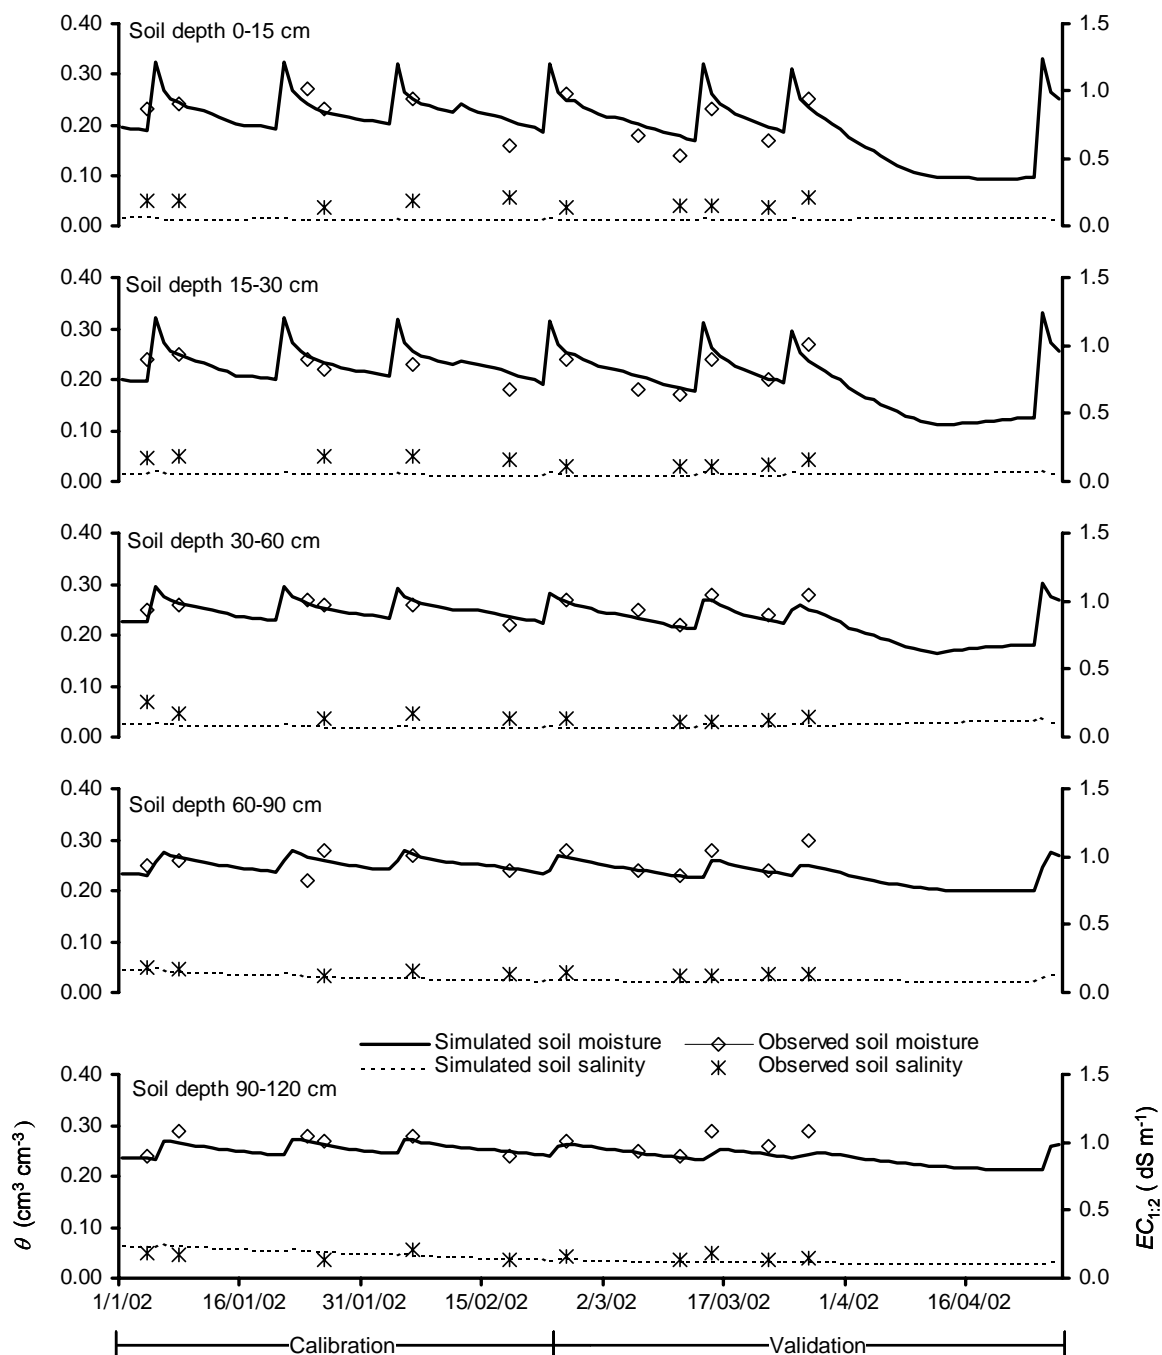 0.40 1.5
Soil depth 0-15 cm
0.30 1.0
0.20
0.5
0.10
0.00 0.0
0.40 1.5
Soil depth 15-30 cm
0.30 1.0
0.20
0.5
0.10
0.00 0.0
0.40 1.5
Soil depth 30-60 cm
0.30 1.0
0.20
0.5
0.10
0.00 0.0
0.40 1.5
Soil depth 60-90 cm
0.30 1.0
0.20
0.5
0.10
0.00 0.0
Simulated soil moisture Observed soil moisture
Simulated soil salinity Observed soil salinity
0.40 1.5
Soil depth 90-120 cm
0.30 1.0
0.20
0.5
0.10
0.00 0.0
θ (cm³ cm⁻³)
EC1:2 ( dS m⁻¹)
1/1/02 16/01/02 31/01/02 15/02/02 2/3/02 17/03/02 1/4/02 16/04/02
Calibration Validation